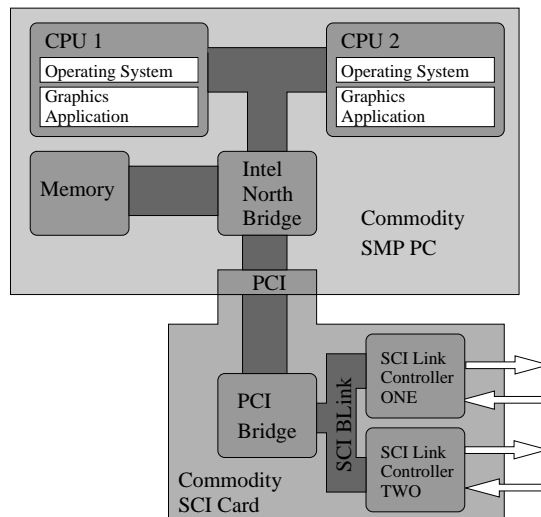 CPU 1
Operating System
Graphics
Application
CPU 2
Operating System
Graphics
Application
Memory
Intel
North
Bridge
Commodity
SMP PC
PCI
PCI
Bridge
SCI BLink
SCI Link
Controller
ONE
SCI Link
Controller
TWO
Commodity
SCI Card